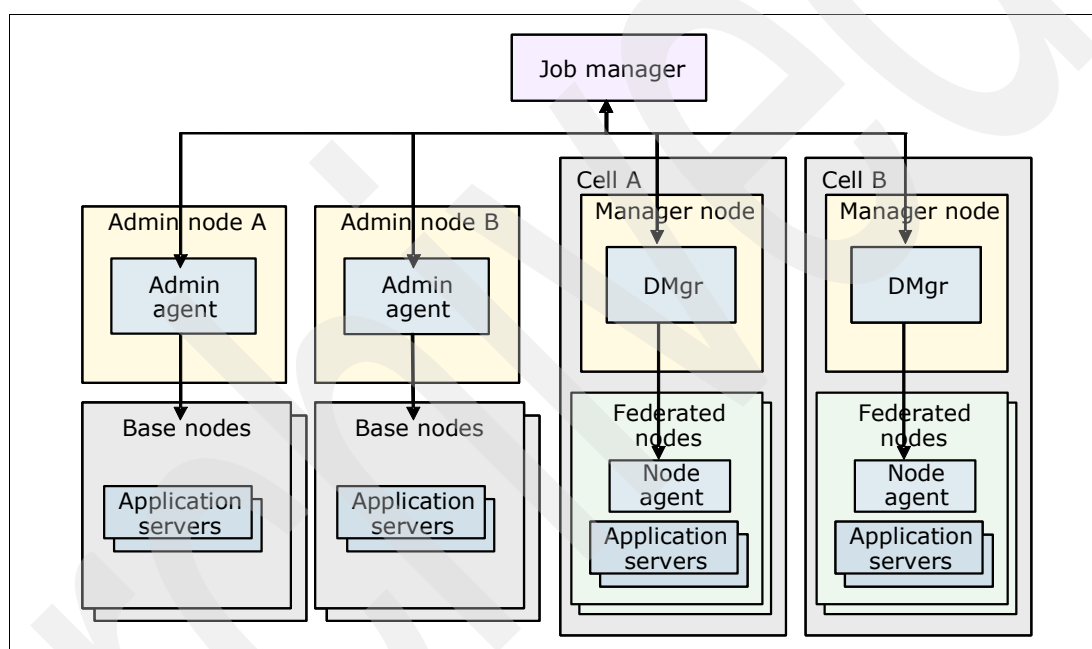 Job manager
Admin node A
Admin
agent
Base nodes
Application
servers
Admin node B
Admin
agent
Base nodes
Application
servers
Cell A
Manager node
DMgr
Federated
nodes
Node
agent
Application
servers
Cell B
Manager node
DMgr
Federated
nodes
Node
agent
Application
servers